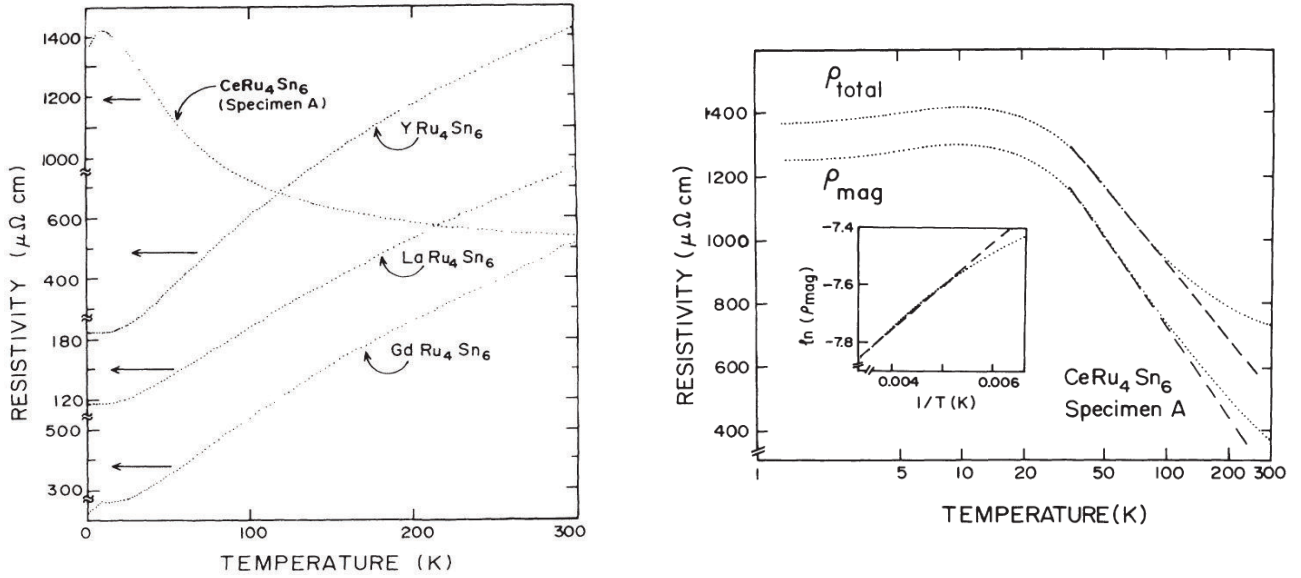 1400
1200
1000
600
400
180
120
500
300
RESISTIVITY (μΩ cm)
CeRu4Sn6
(Specimen A)
YRu4Sn6
LaRu4Sn6
GdRu4Sn6
0 100 200 300
TEMPERATURE (K)
1400
1200
1000
800
600
400
RESISTIVITY (μΩ cm)
ρtotal
ρmag
-7.4
-7.6
-7.8
ln (ρmag)
0.004 0.006
1/T(K)
CeRu4Sn6
Specimen A
1 5 10 20 50 100 200 300
TEMPERATURE(K)